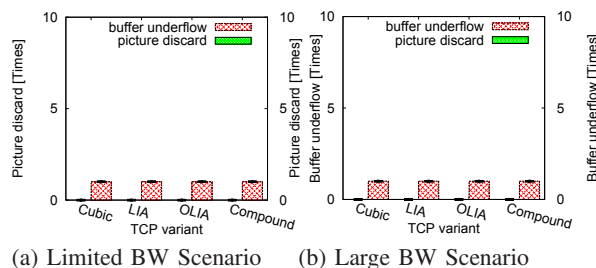 Picture discard [Times]
10
5
0
buffer underflow
picture discard
Cubic
LIA
OLIA
Compound
TCP variant
10
5
0
Picture discard [Times]
Buffer underflow [Times]
10
5
0
buffer underflow
picture discard
Cubic
LIA
OLIA
Compound
TCP variant
10
5
0
Buffer underflow [Times]
(a) Limited BW Scenario
(b) Large BW Scenario